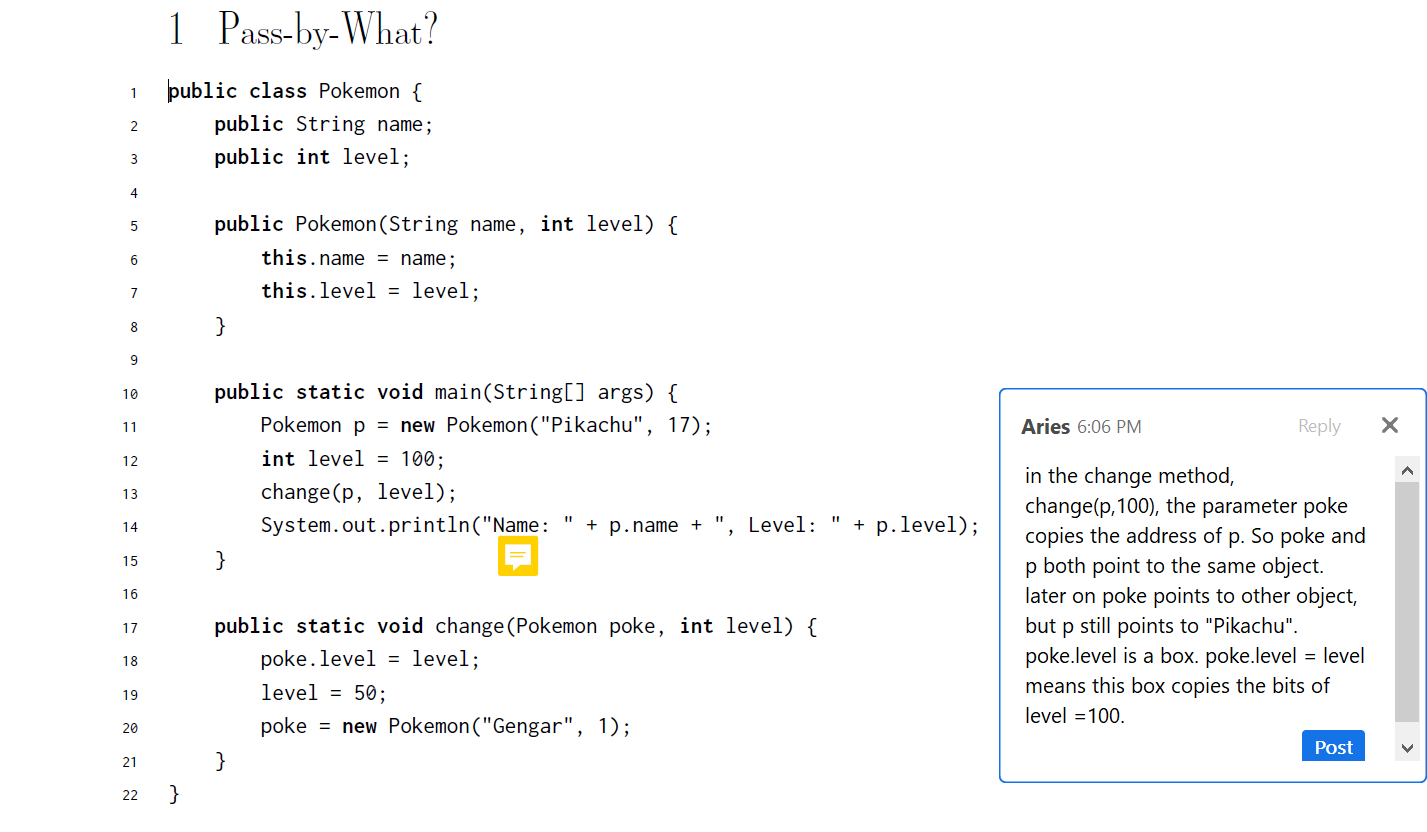 1 Pass-by-What?
1 public class Pokemon {
2 public String name;
3 public int level;
4
5 public Pokemon(String name, int level) {
6 this.name = name;
7 this.level = level;
8 }
9
10 public static void main(String[] args) {
11 Pokemon p = new Pokemon("Pikachu", 17);
12 int level = 100;
13 change(p, level);
14 System.out.println("Name: " + p.name + ", Level: " + p.level);
15 }
16
17 public static void change(Pokemon poke, int level) {
18 poke.level = level;
19 level = 50;
20 poke = new Pokemon("Gengar", 1);
21 }
22 }
Aries 6:06 PM Reply
in the change method,
change(p,100), the parameter poke
copies the address of p. So poke and
p both point to the same object.
later on poke points to other object,
but p still points to "Pikachu".
poke.level is a box. poke.level = level
means this box copies the bits of
level =100.
Post